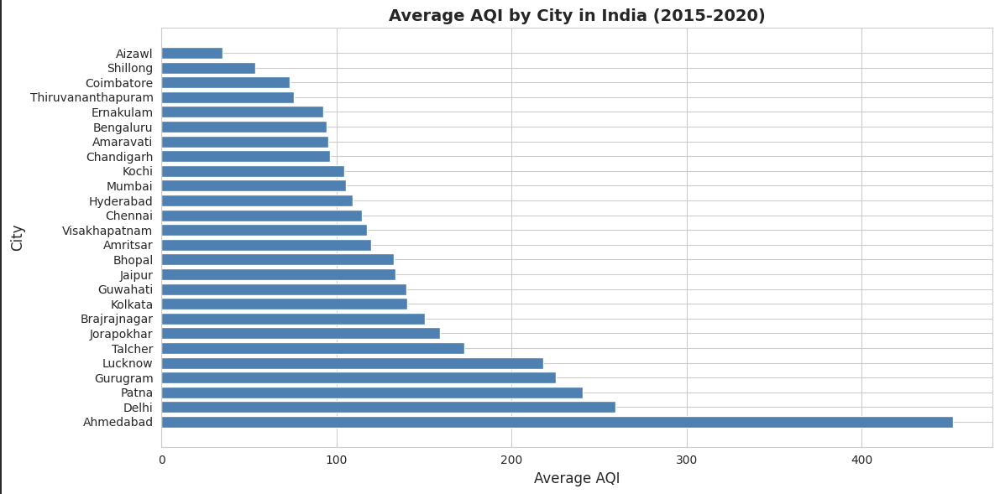 Average AQI by City in India (2015-2020)
City
Aizawl
Shillong
Coimbatore
Thiruvananthapuram
Ernakulam
Bengaluru
Amaravati
Chandigarh
Kochi
Mumbai
Hyderabad
Chennai
Visakhapatnam
Amritsar
Bhopal
Jaipur
Guwahati
Kolkata
Brajrajnagar
Jorapokhar
Talcher
Lucknow
Gurugram
Patna
Delhi
Ahmedabad
0 100 200 300 400
Average AQI